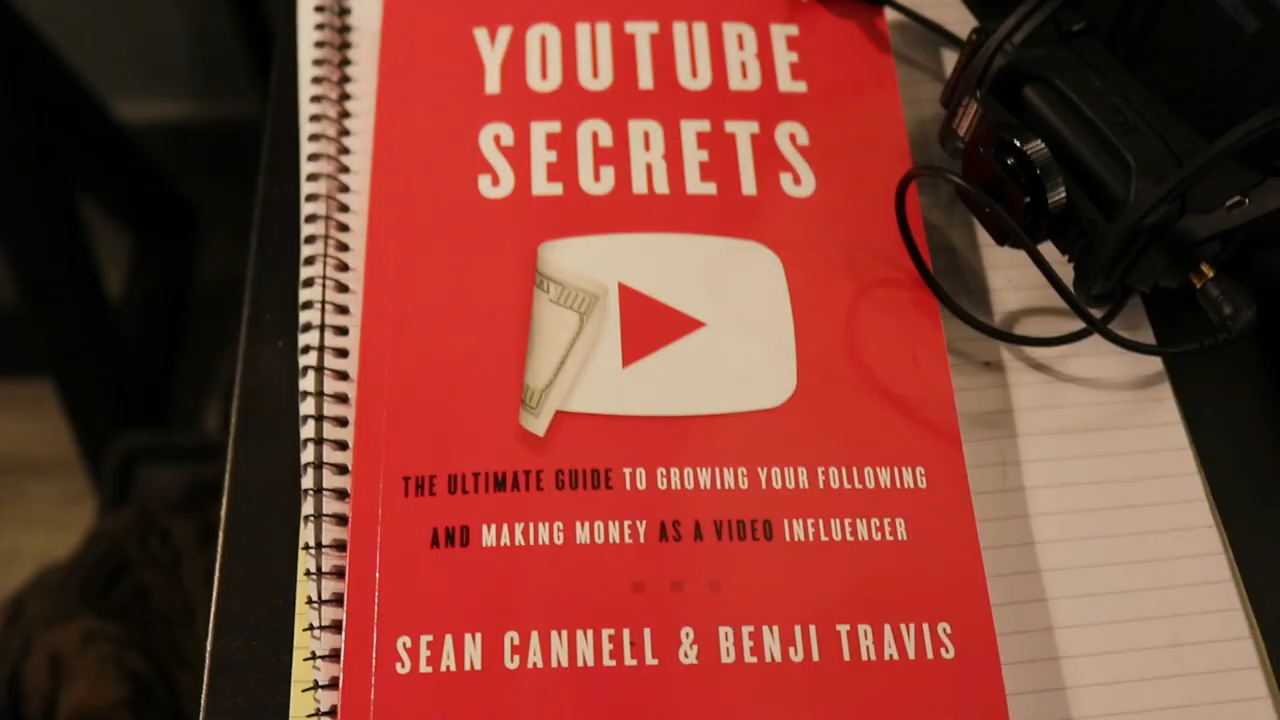 YOUTUBE
SECRETS
THE ULTIMATE GUIDE TO GROWING YOUR FOLLOWING
AND MAKING MONEY AS A VIDEO INFLUENCER
SEAN CANNELL & BENJI TRAVIS